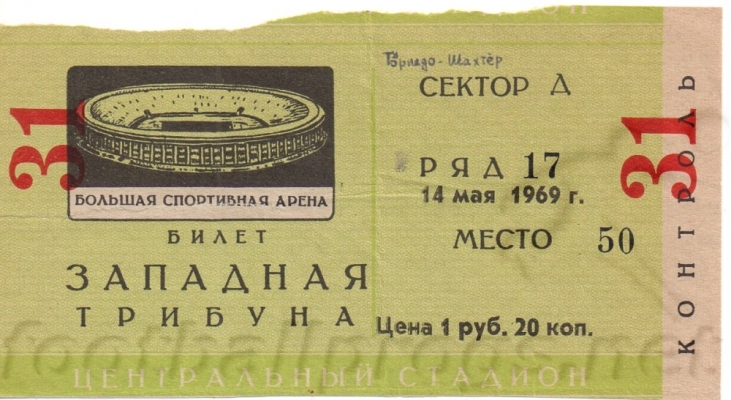 Торпедо-Шахтёр
СЕКТОР Д
31
31
РЯД 17
14 мая 1969 г.
БОЛЬШАЯ СПОРТИВНАЯ АРЕНА
БИЛЕТ
МЕСТО 50
ЗАПАДНАЯ
ТРИБУНА
Цена 1 руб. 20 коп.
ЦЕНТРАЛЬНЫЙ СТАДИОН
КОНТРОЛЬ